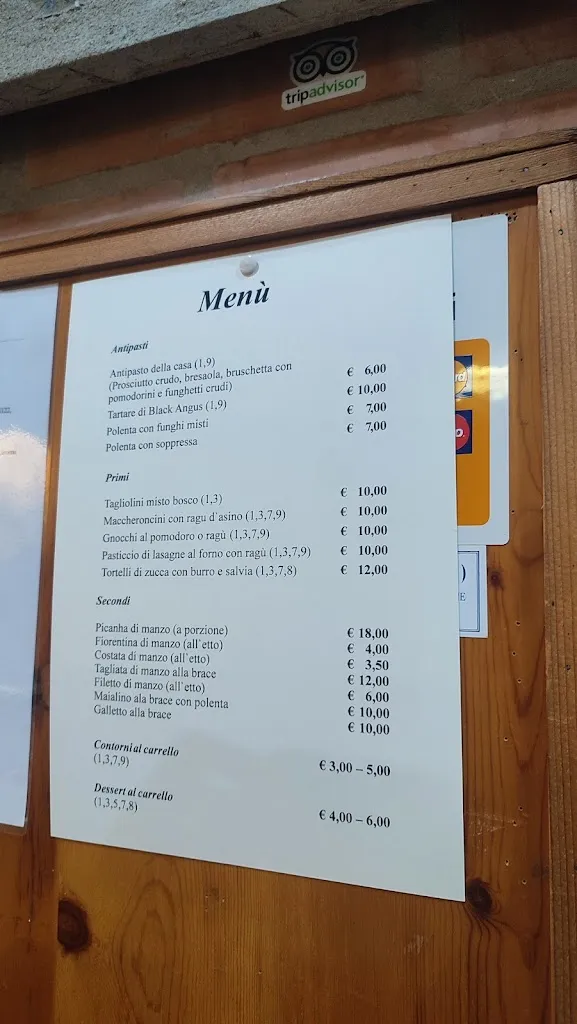 tripadvisor
Menù
Antipasti
Antipasto della casa (1,9)
(Prosciutto crudo, bresaola, bruschetta con € 6,00
pomodorini e funghetti crudi) € 10,00
Tartare di Black Angus (1,9) € 7,00
Polenta con funghi misti € 7,00
Polenta con soppressa
Primi
Tagliolini misto bosco (1,3) € 10,00
Maccheroncini con ragu d'asino (1,3,7,9) € 10,00
Gnocchi al pomodoro o ragù (1,3,7,9) € 10,00
Pasticcio di lasagne al forno con ragù (1,3,7,9) € 10,00
Tortelli di zucca con burro e salvia (1,3,7,8) € 12,00
Secondi
Picanha di manzo (a porzione) € 18,00
Fiorentina di manzo (all'etto) € 4,00
Costata di manzo (all'etto) € 3,50
Tagliata di manzo alla brace € 12,00
Filetto di manzo (all'etto) € 6,00
Maialino ala brace con polenta € 10,00
Galletto alla brace € 10,00
Contorni al carrello
(1,3,7,9) € 3,00 – 5,00
Dessert al carrello
(1,3,5,7,8) € 4,00 – 6,00